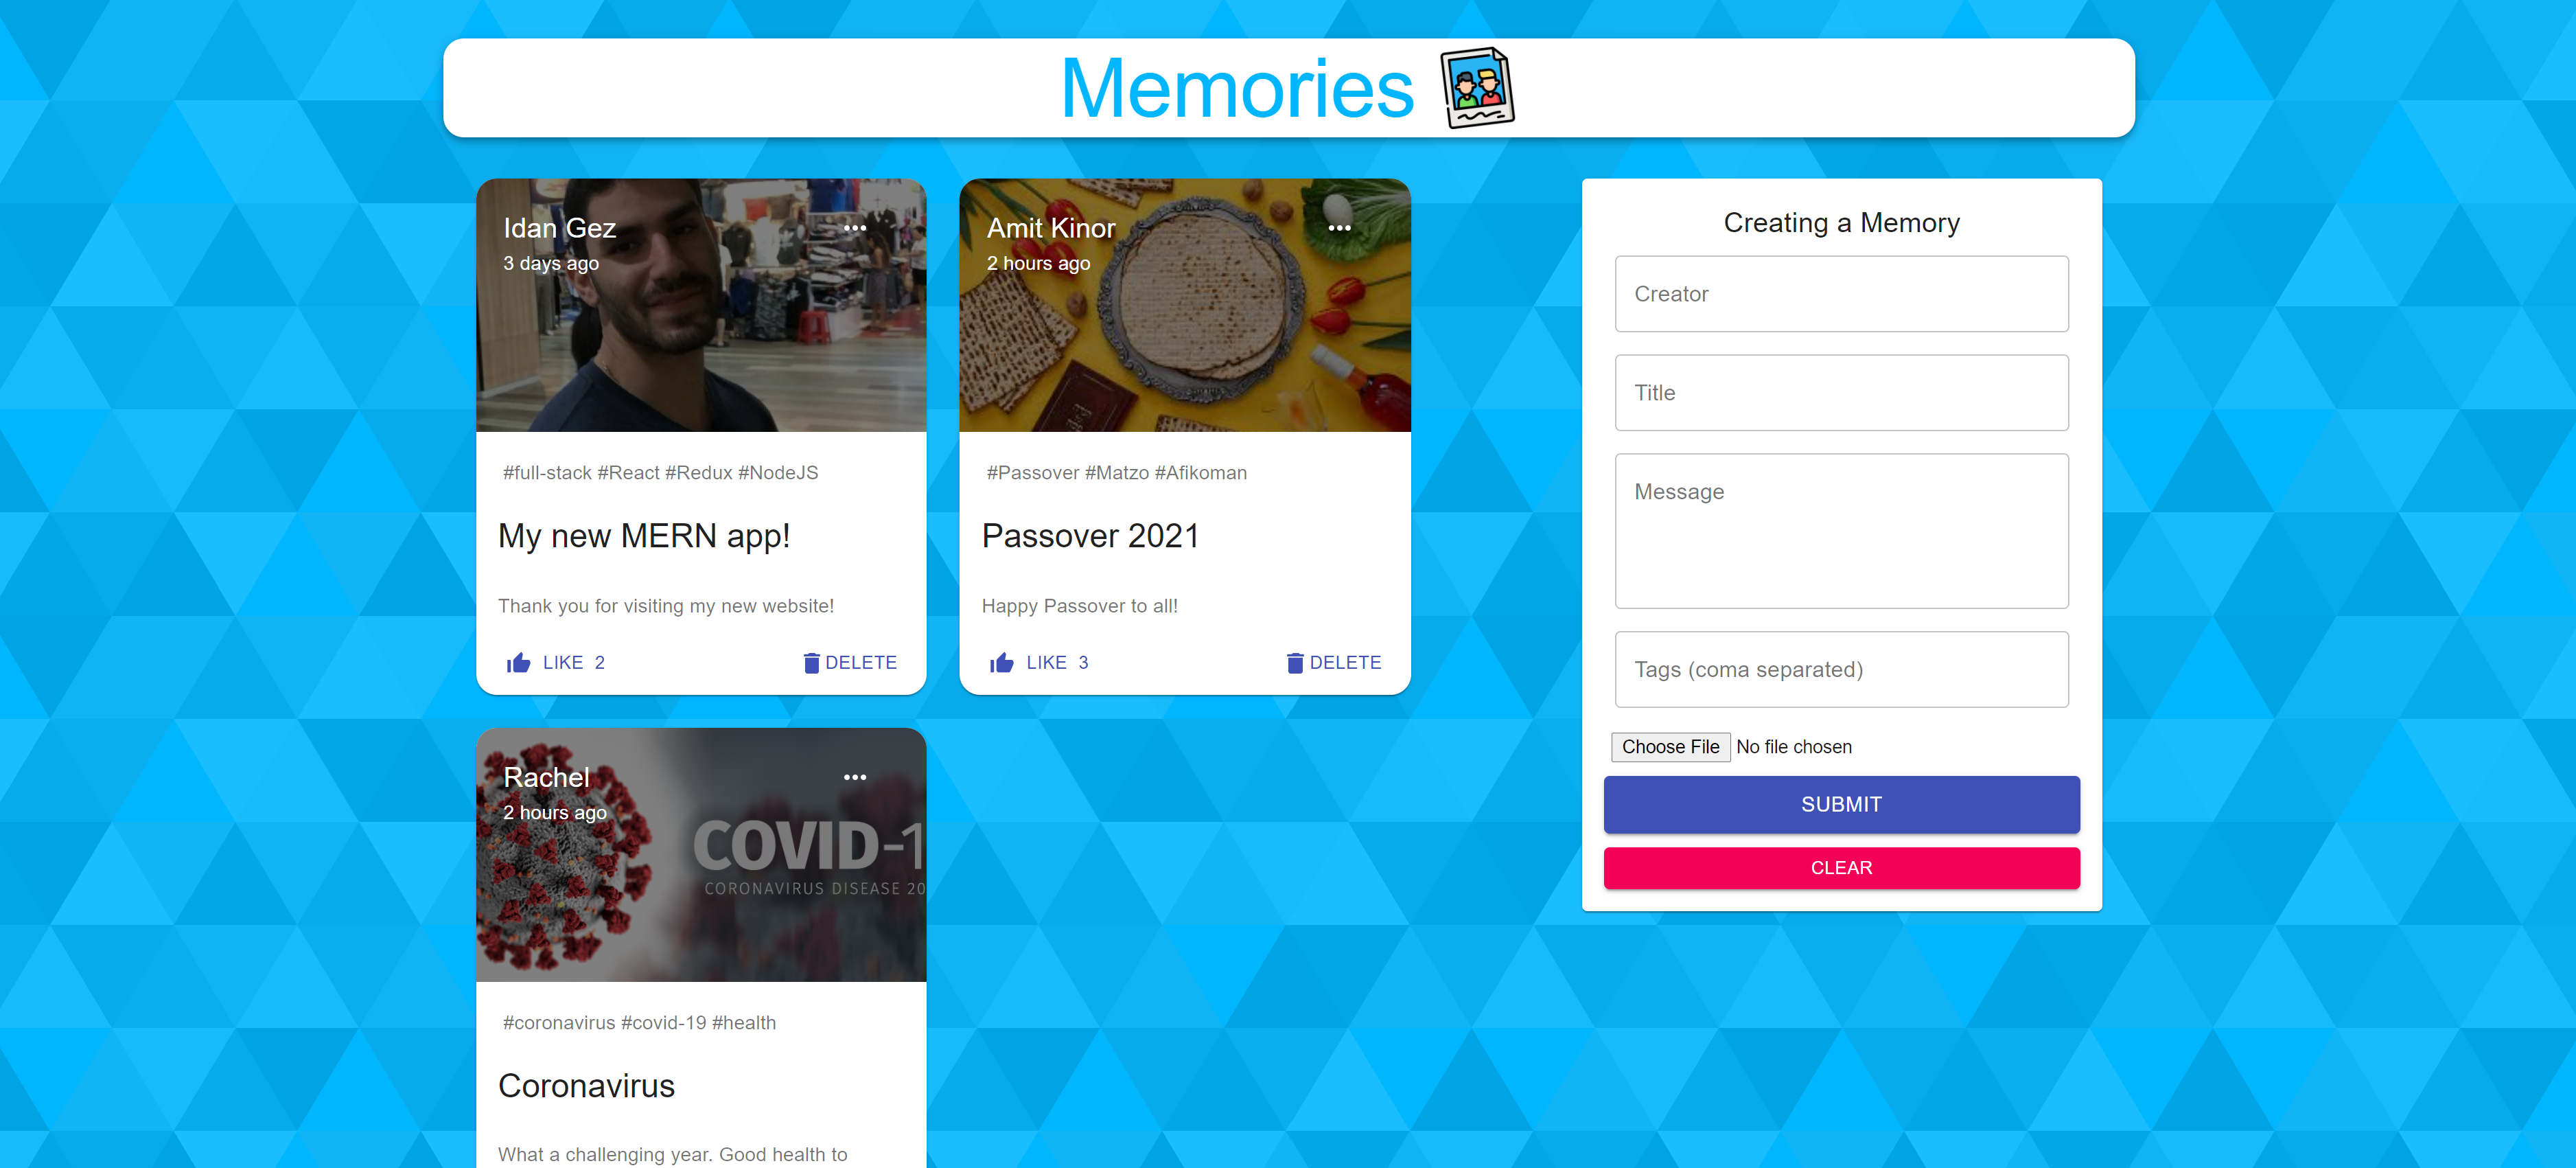 Memories
Idan Gez
3 days ago
#full-stack #React #Redux #NodeJS
My new MERN app!
Thank you for visiting my new website!
LIKE 2
DELETE
Amit Kinor
2 hours ago
#Passover #Matzo #Afikoman
Passover 2021
Happy Passover to all!
LIKE 3
DELETE
Rachel
2 hours ago
COVID-1
CORONAVIRUS DISEASE 20
#coronavirus #covid-19 #health
Coronavirus
What a challenging year. Good health to
Creating a Memory
Creator
Title
Message
Tags (coma separated)
Choose File No file chosen
SUBMIT
CLEAR